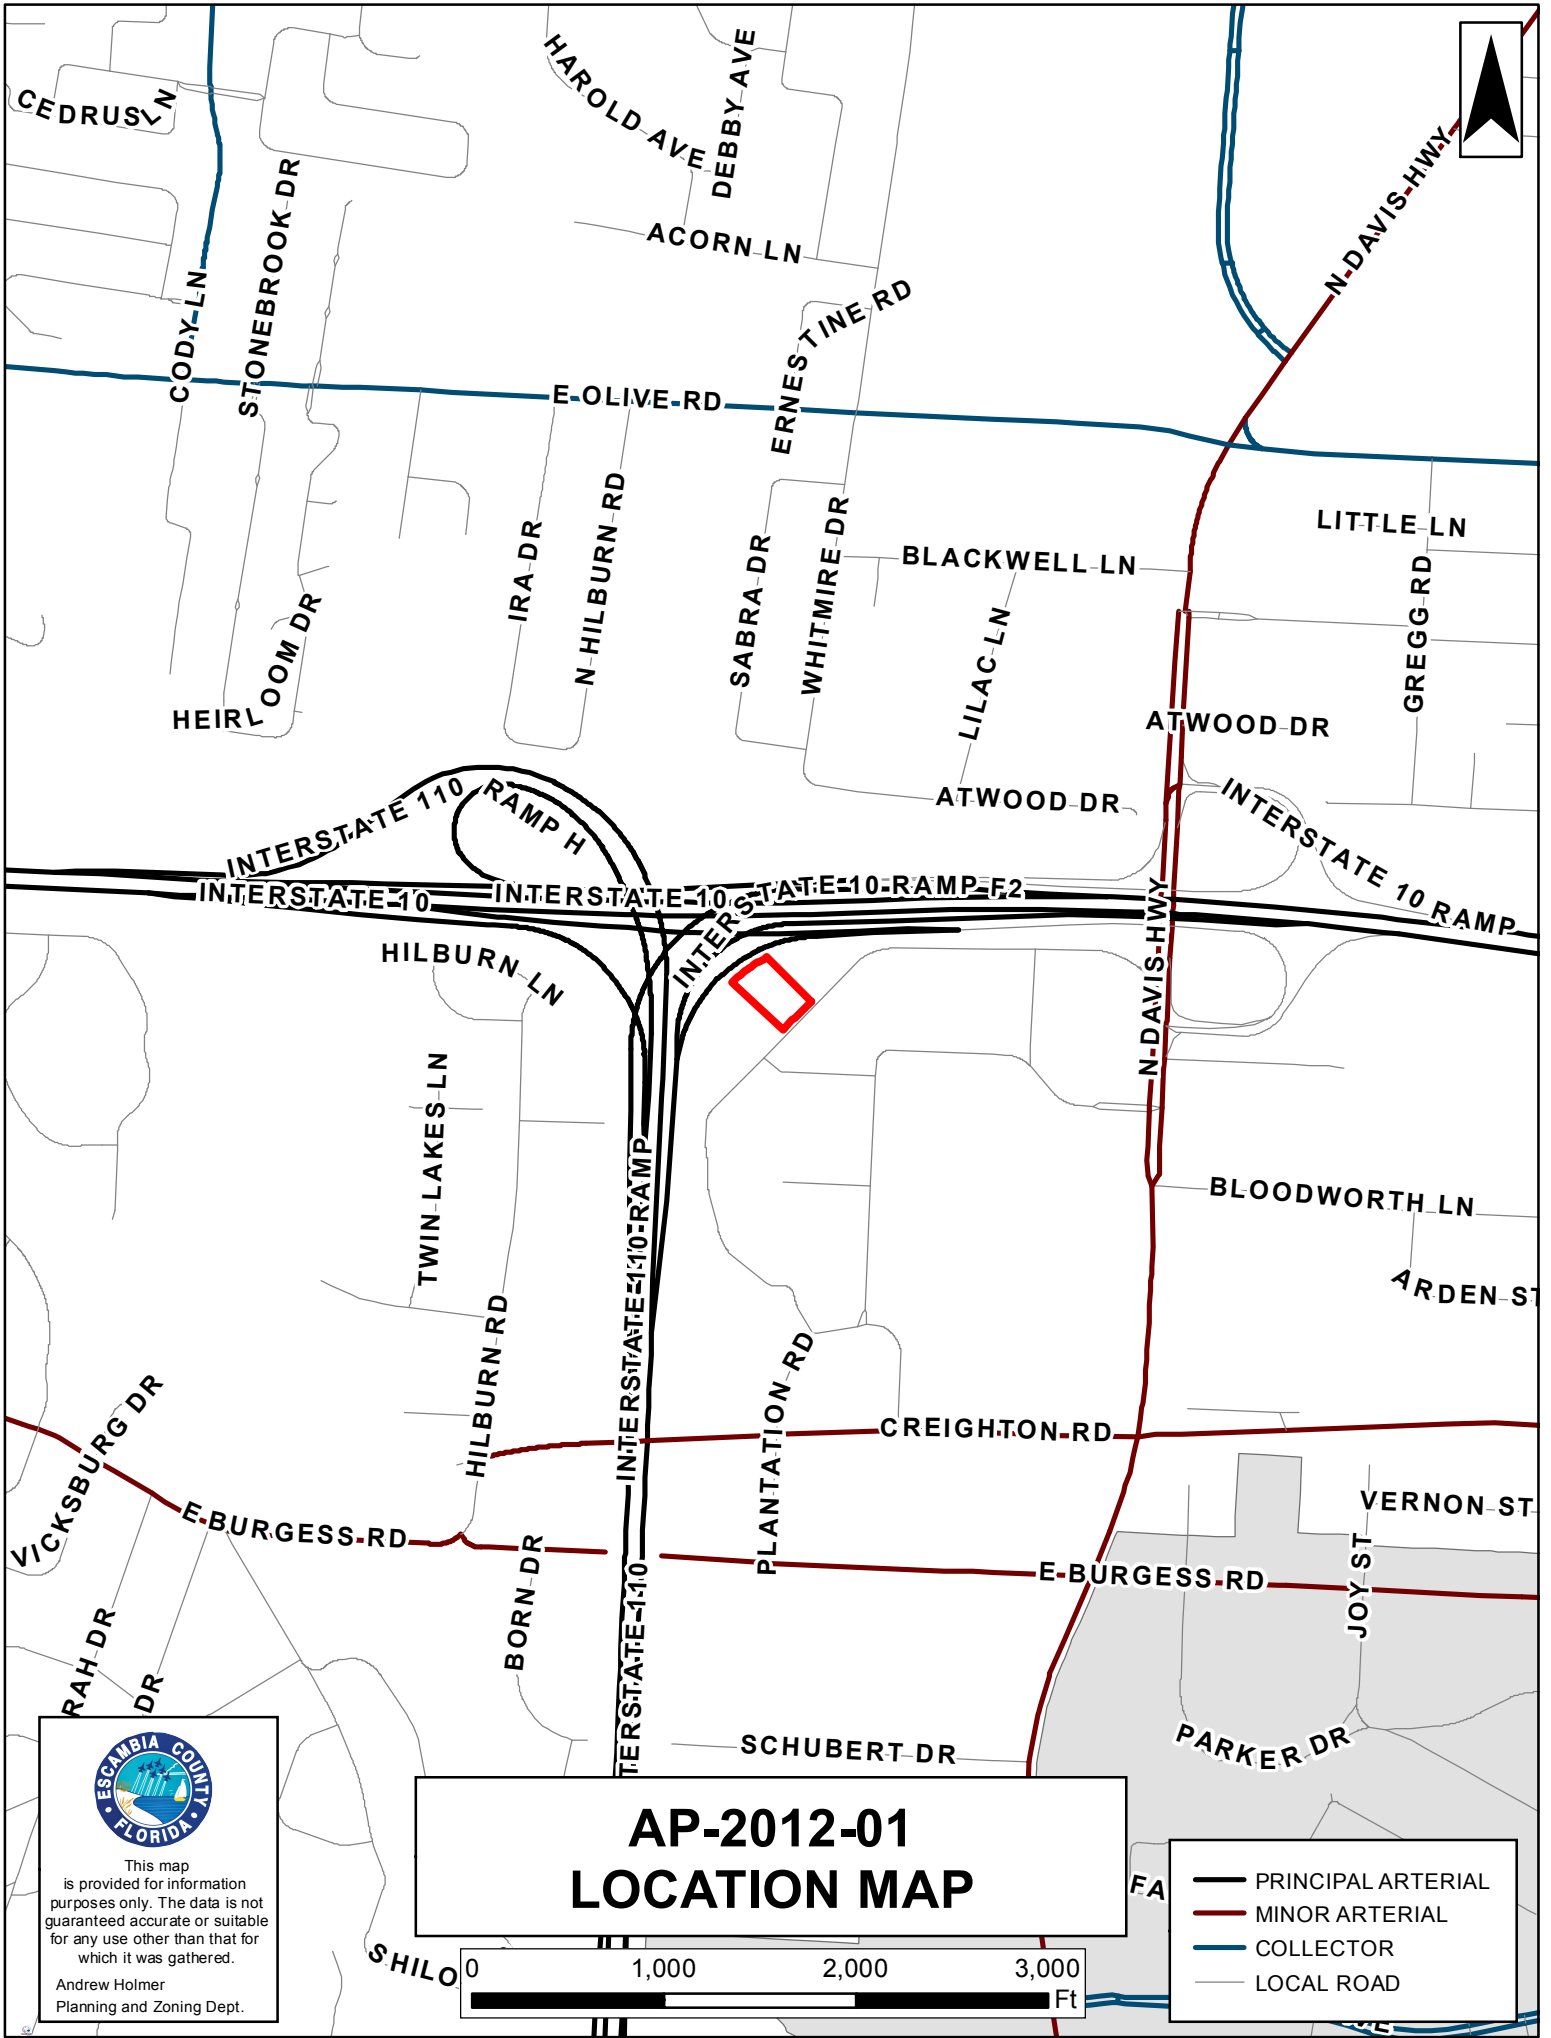 CEDRUS LN
HAROLD AVE
DEBBY AVE
N DAVIS HWY
STONEBROOK DR
ACORN LN
CODY LN
ERNESTINE RD
E OLIVE RD
IRA DR
N HILBURN RD
SABRA DR
WHITMIRE DR
BLACKWELL LN
LITTLE LN
GREGG RD
LILAC LN
HEIRLOOM DR
ATWOOD DR
ATWOOD DR
INTERSTATE 110 RAMP H
INTERSTATE 10 RAMP
INTERSTATE 10
INTERSTATE 10
INTERSTATE 10 RAMP F2
HILBURN LN
N DAVIS HWY
TWIN LAKES LN
INTERSTATE 110 RAMP
BLOODWORTH LN
ARDEN ST
HILBURN RD
INTERSTATE 110
PLANTATION RD
CREIGHTON RD
VICKSBURG DR
E BURGESS RD
VERNON ST
JOY ST
BORN DR
E BURGESS RD
RAH DR
DR
TERSTATE 110
SCHUBERT DR
PARKER DR
ESCAMBIA COUNTY
FLORIDA
This map
is provided for information
purposes only. The data is not
guaranteed accurate or suitable
for any use other than that for
which it was gathered.
Andrew Holmer
Planning and Zoning Dept.
AP-2012-01
LOCATION MAP
FA
SHILO
0 1,000 2,000 3,000
Ft
PRINCIPAL ARTERIAL
MINOR ARTERIAL
COLLECTOR
LOCAL ROAD